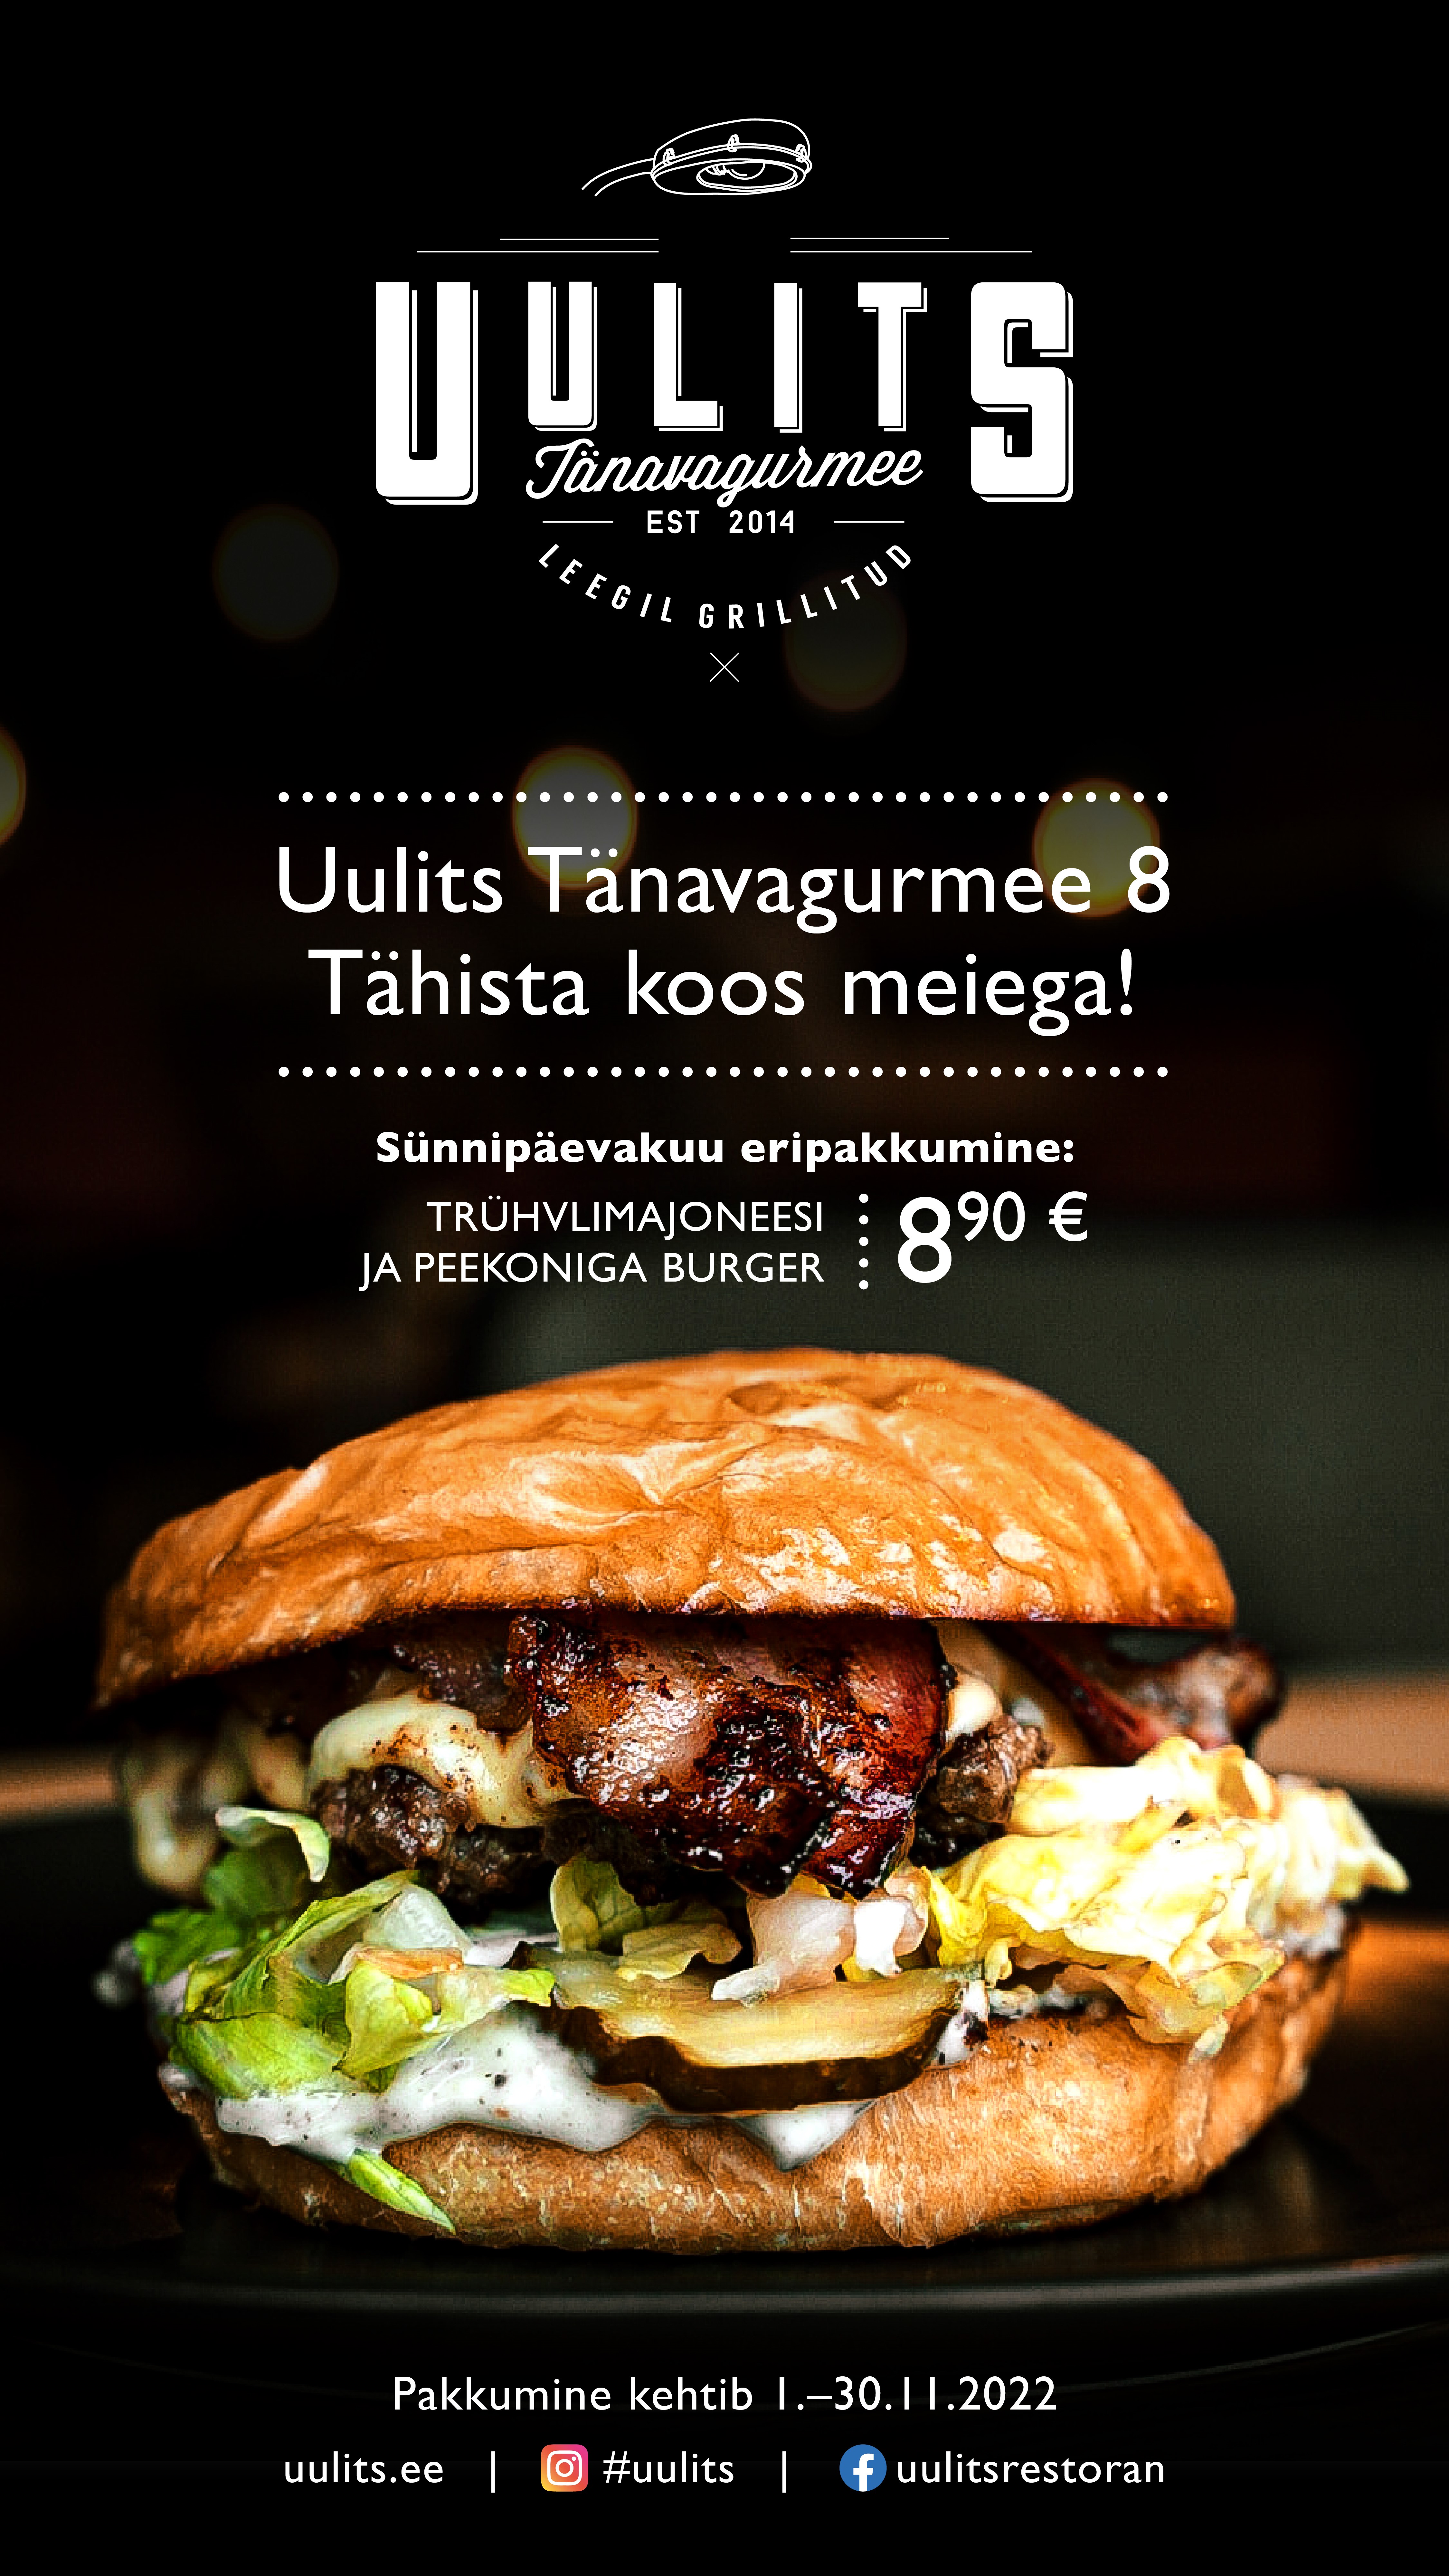 UULITS
Tänavagurmee
EST 2014
LEEGIL GRILLITUD
Uulits Tänavagurmee 8
Tähista koos meiega!
Sünnipäevakuu eripakkumine:
TRÜHVLIMAJONEESI
JA PEEKONIGA BURGER
890 €
Pakkumine kehtib 1.–30.11.2022
uulits.ee | #uulits | uulitsrestoran